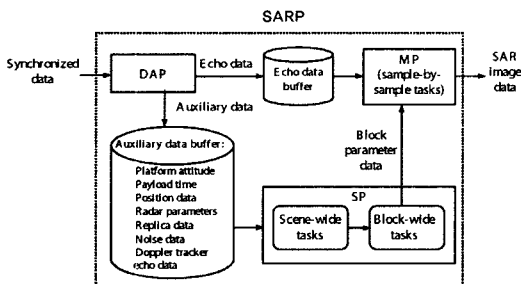 SARP
Synchronized
data
DAP
Echo data
Echo data
buffer
MP
(sample-by-
sample tasks)
SAR
image
data
Auxiliary data
Auxiliary data buffer:
Platform attitude
Payload time
Position data
Radar parameters
Replica data
Noise data
Doppler tracker
echo data
Block
parameter
data
SP
Scene-wide
tasks
Block-wide
tasks